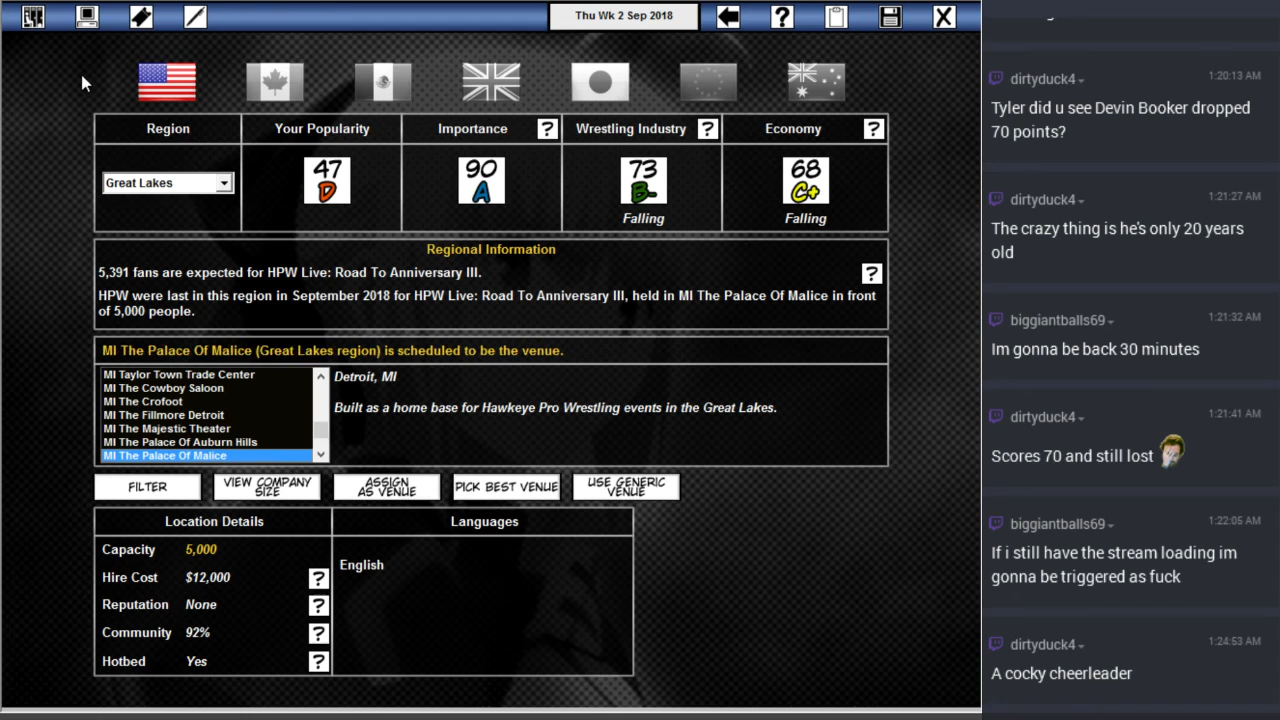 Thu Wk 2 Sep 2018
?
Region
Your Popularity
Importance
?
Wrestling Industry
?
Economy
?
Great Lakes
47
D
90
A
73
B-
68
C+
Falling
Falling
Regional Information
5,391 fans are expected for HPW Live: Road To Anniversary III.
?
HPW were last in this region in September 2018 for HPW Live: Road To Anniversary III, held in MI The Palace Of Malice in front
of 5,000 people.
MI The Palace Of Malice (Great Lakes region) is scheduled to be the venue.
MI Taylor Town Trade Center
MI The Cowboy Saloon
MI The Crofoot
MI The Fillmore Detroit
MI The Majestic Theater
MI The Palace Of Auburn Hills
MI The Palace Of Malice
Detroit, MI
Built as a home base for Hawkeye Pro Wrestling events in the Great Lakes.
FILTER
VIEW COMPANY
SIZE
ASSIGN
AS VENUE
PICK BEST VENUE
USE GENERIC
VENUE
Location Details
Languages
Capacity 5,000
Hire Cost $12,000 ?
Reputation None ?
Community 92% ?
Hotbed Yes ?
English
dirtyduck4 1:20:13 AM
Tyler did u see Devin Booker dropped
70 points?
dirtyduck4 1:21:27 AM
The crazy thing is he's only 20 years
old
biggiantballs69 1:21:32 AM
Im gonna be back 30 minutes
dirtyduck4 1:21:41 AM
Scores 70 and still lost
biggiantballs69 1:22:05 AM
If i still have the stream loading im
gonna be triggered as fuck
dirtyduck4 1:24:53 AM
A cocky cheerleader